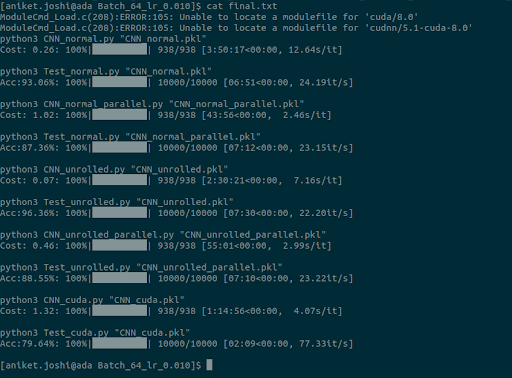 [aniket.joshi@ada Batch_64_lr_0.010]$ cat final.txt
ModuleCmd_Load.c(208):ERROR:105: Unable to locate a modulefile for 'cuda/8.0'
ModuleCmd_Load.c(208):ERROR:105: Unable to locate a modulefile for 'cudnn/5.1-cuda-8.0'
python3 CNN_normal.py "CNN_normal.pkl"
Cost: 0.26: 100%|██████████| 938/938 [3:50:17<00:00, 12.64s/it]
python3 Test_normal.py "CNN_normal.pkl"
Acc:93.06%: 100%|██████████| 10000/10000 [06:51<00:00, 24.19it/s]
python3 CNN_normal_parallel.py "CNN_normal_parallel.pkl"
Cost: 1.02: 100%|██████████| 938/938 [43:56<00:00,  2.46s/it]
python3 Test_normal.py "CNN_normal_parallel.pkl"
Acc:87.36%: 100%|██████████| 10000/10000 [07:12<00:00, 23.15it/s]
python3 CNN_unrolled.py "CNN_unrolled.pkl"
Cost: 0.07: 100%|██████████| 938/938 [2:30:21<00:00,  7.16s/it]
python3 Test_unrolled.py "CNN_unrolled.pkl"
Acc:96.36%: 100%|██████████| 10000/10000 [07:30<00:00, 22.20it/s]
python3 CNN_unrolled_parallel.py "CNN_unrolled_parallel.pkl"
Cost: 0.46: 100%|██████████| 938/938 [55:01<00:00,  2.99s/it]
python3 Test_unrolled.py "CNN_unrolled_parallel.pkl"
Acc:88.55%: 100%|██████████| 10000/10000 [07:10<00:00, 23.22it/s]
python3 CNN_cuda.py "CNN_cuda.pkl"
Cost: 1.32: 100%|██████████| 938/938 [1:14:56<00:00,  4.07s/it]
python3 Test_cuda.py "CNN_cuda.pkl"
Acc:79.64%: 100%|██████████| 10000/10000 [02:09<00:00, 77.33it/s]
[aniket.joshi@ada Batch_64_lr_0.010]$